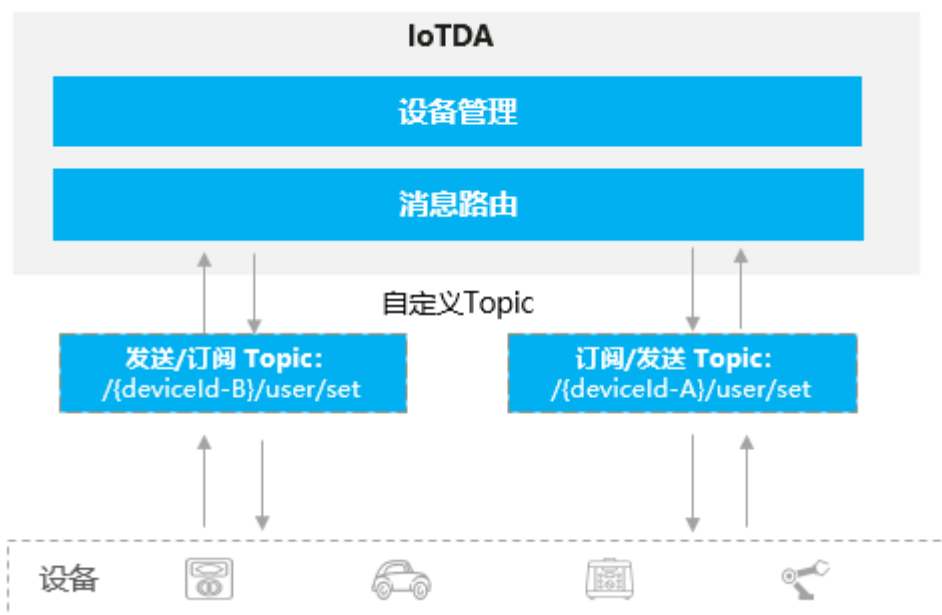 IoTDA
设备管理
消息路由
自定义Topic
发送/订阅 Topic：
/{deviceId-B}/user/set
订阅/发送 Topic：
/{deviceId-A}/user/set
设备